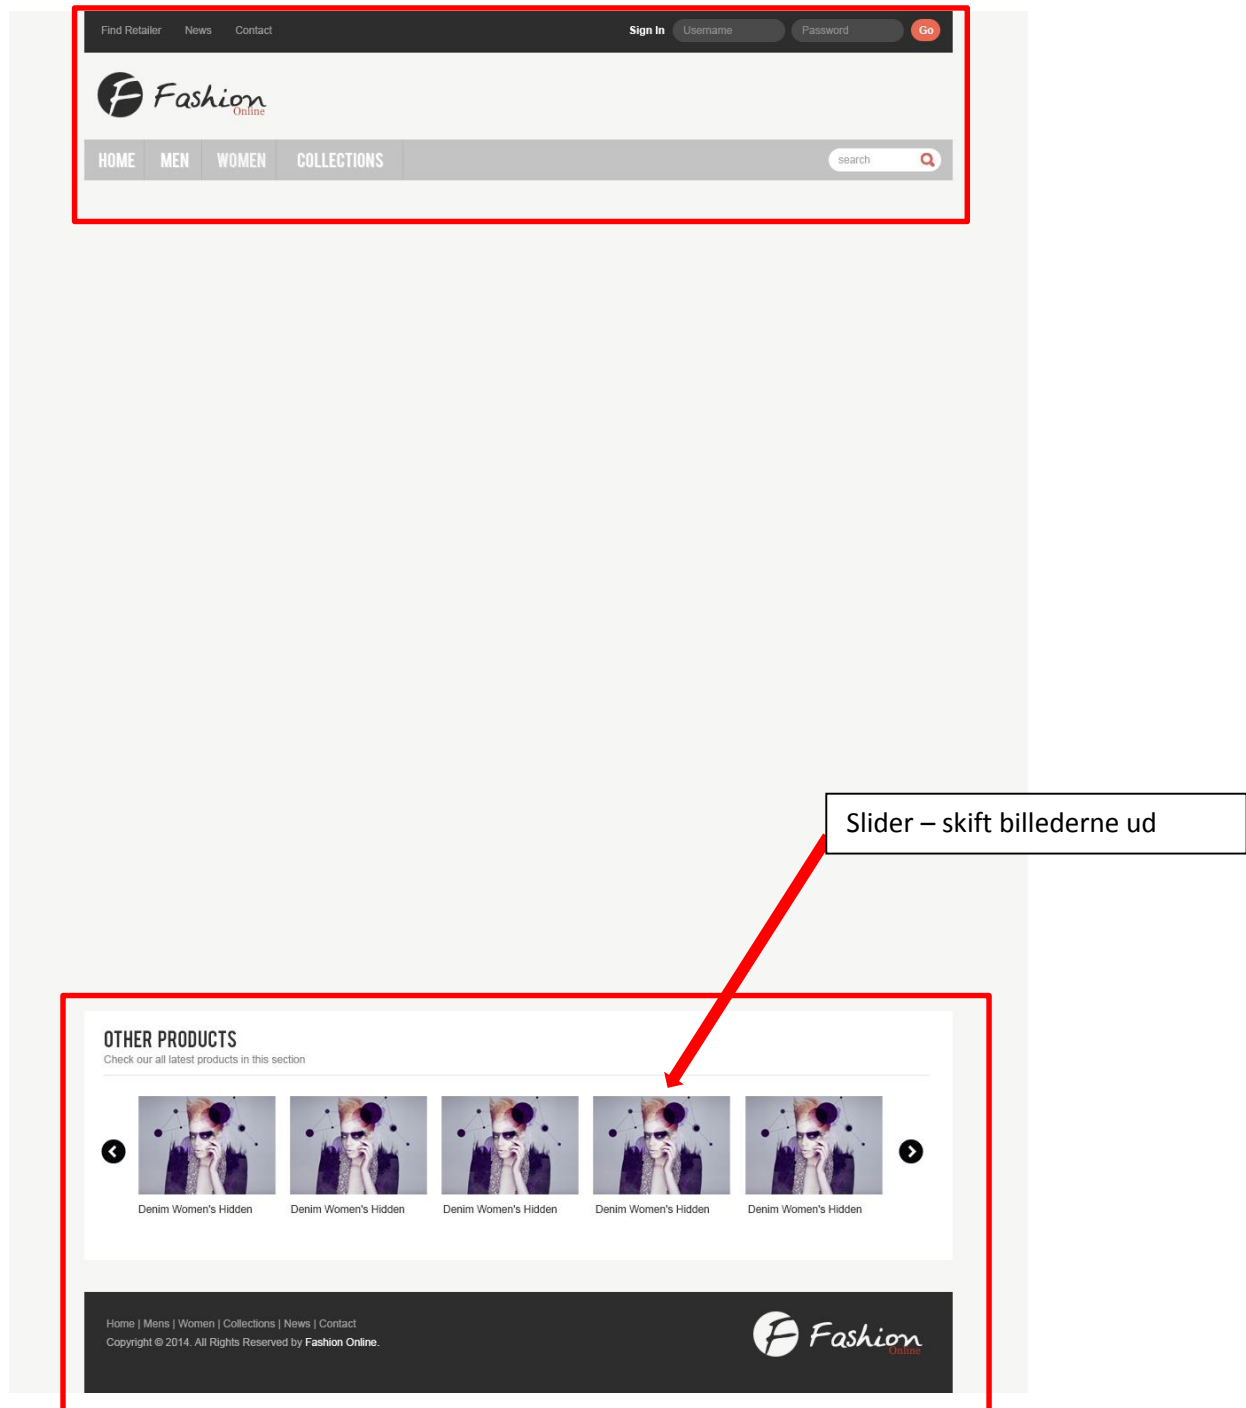 Find Retailer News Contact Sign In Username Password Go
Fashion
Online
HOME MEN WOMEN COLLECTIONS search
Slider – skift billederne ud
OTHER PRODUCTS
Check our all latest products in this section
Denim Women's Hidden Denim Women's Hidden Denim Women's Hidden Denim Women's Hidden Denim Women's Hidden
Home | Mens | Women | Collections | News | Contact
Copyright © 2014. All Rights Reserved by Fashion Online.
Fashion
Online